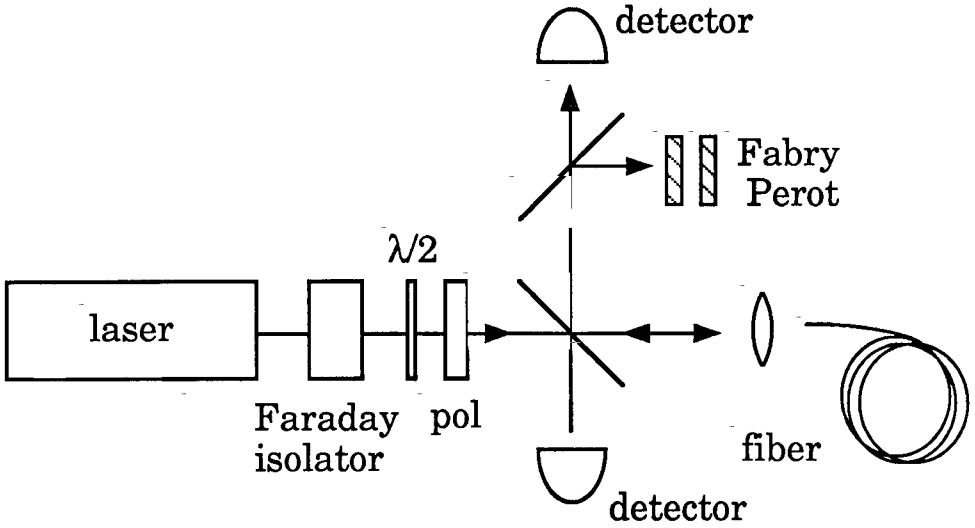 detector
Fabry
Perot
λ/2
laser
Faraday
isolator
pol
fiber
detector